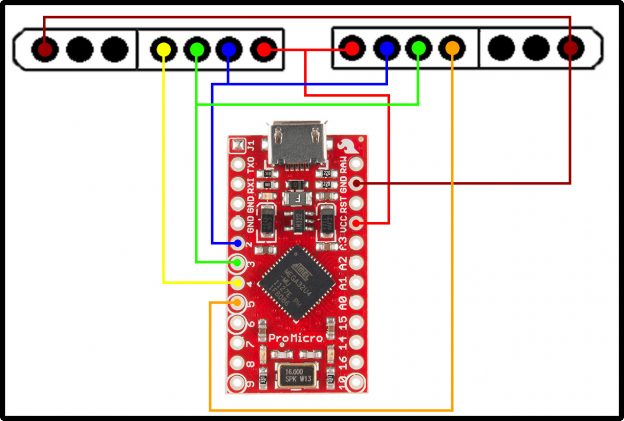 J1
TXO
RXI
GND
GND
2
3
4
5
6
7
8
9
RAW
GND
RST
VCC
A3
A2
A1
A0
15
14
16
10
F
MEGA32U4
ProMicro
16.000
SPK W13